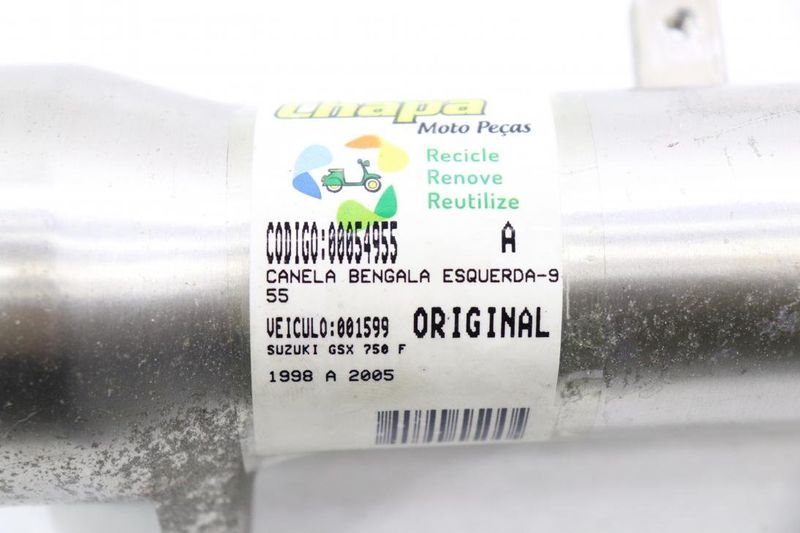 Chapa
Moto Peças
Recicle
Renove
Reutilize
CODIGO:00054955 A
CANELA BENGALA ESQUERDA-9
55
VEICULO:001599 ORIGINAL
SUZUKI GSX 750 F
1998 A 2005